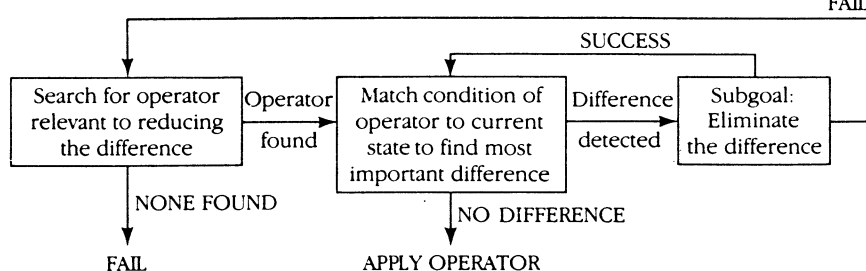 FAIL
SUCCESS
Search for operator
relevant to reducing
the difference
Operator
found
Match condition of
operator to current
state to find most
important difference
Difference
detected
Subgoal:
Eliminate
the difference
NONE FOUND
NO DIFFERENCE
FAIL
APPLY OPERATOR